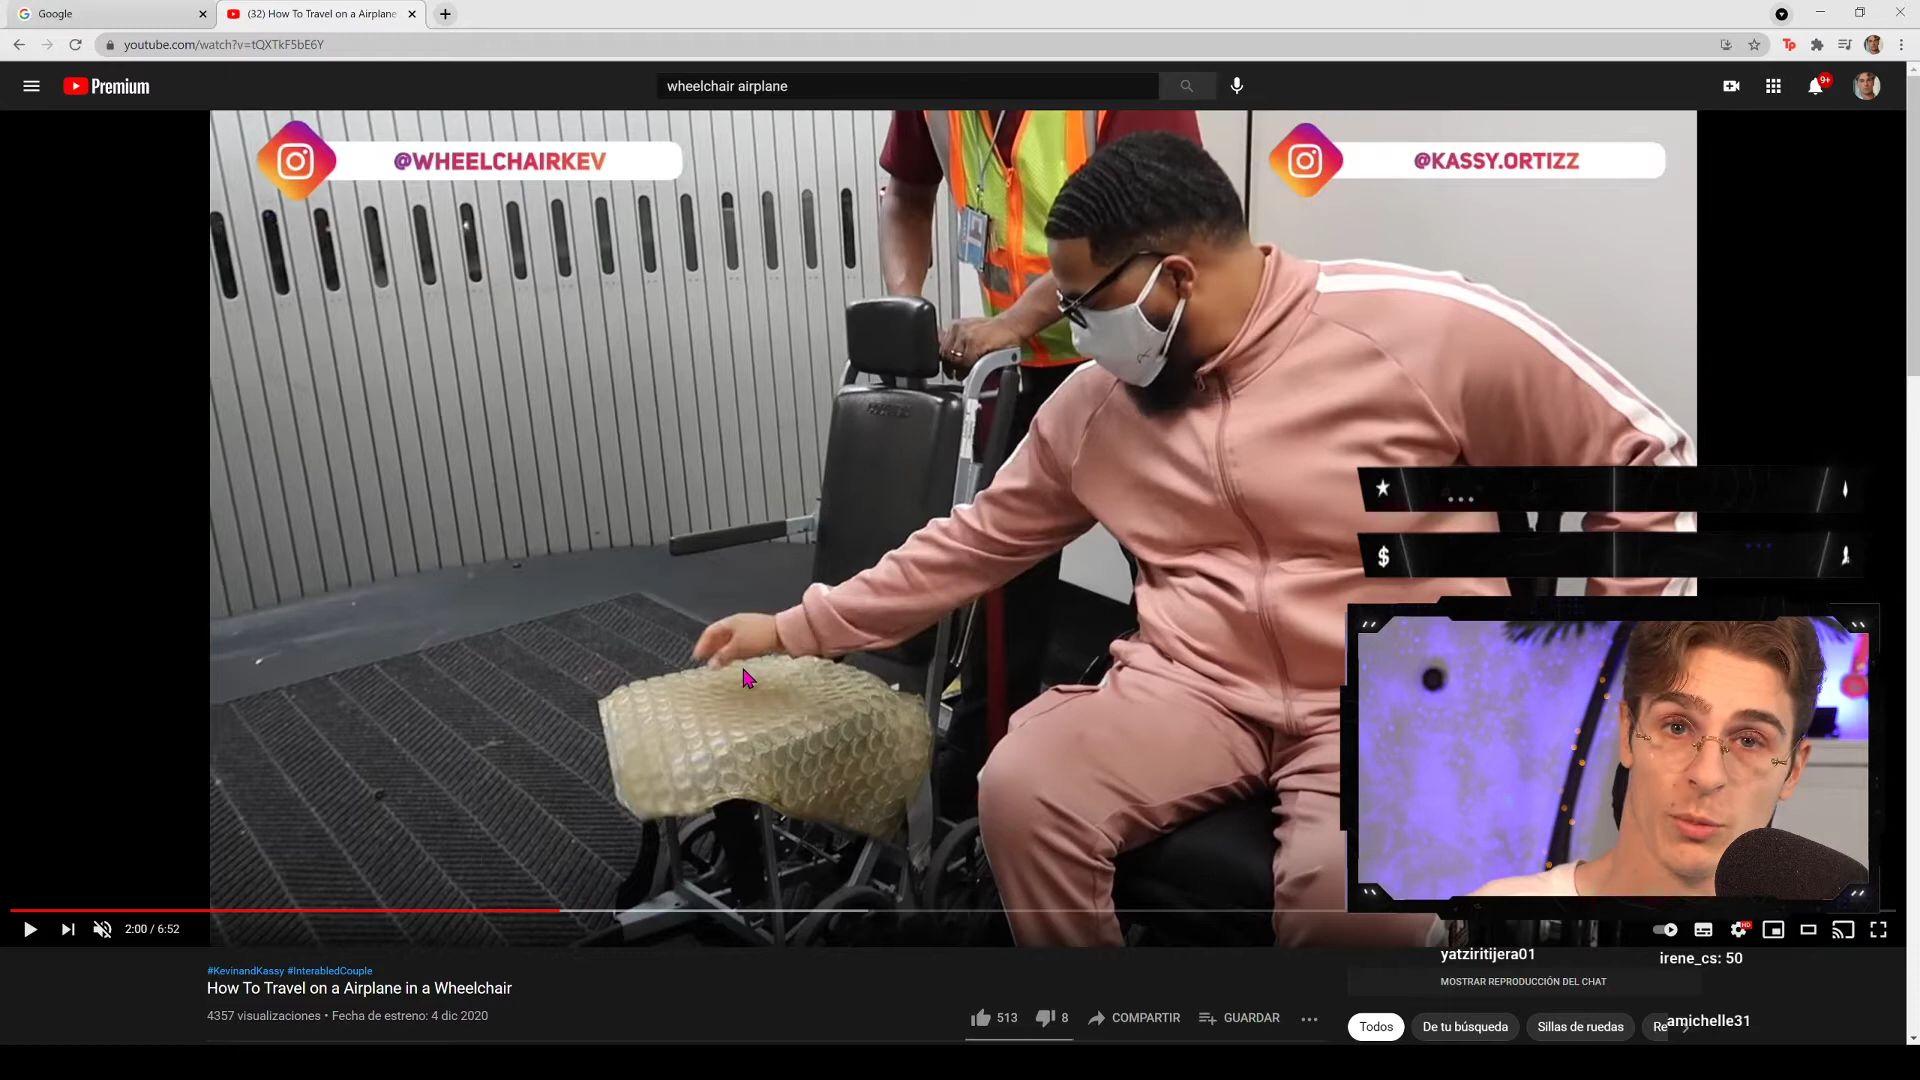 Google
(32) How To Travel on a Airplane
youtube.com/watch?v=tQXTkF5bE6Y
Tp
Premium
wheelchair airplane
9+
@WHEELCHAIRKEV
@KASSY.ORTIZZ
2:00 / 6:52
HD
#KevinandKassy #InterabledCouple
How To Travel on a Airplane in a Wheelchair
4357 visualizaciones • Fecha de estreno: 4 dic 2020
513
8
COMPARTIR
GUARDAR
yatziritijera01
irene_cs: 50
MOSTRAR REPRODUCCIÓN DEL CHAT
Todos
De tu búsqueda
Sillas de ruedas
Re
amichelle31